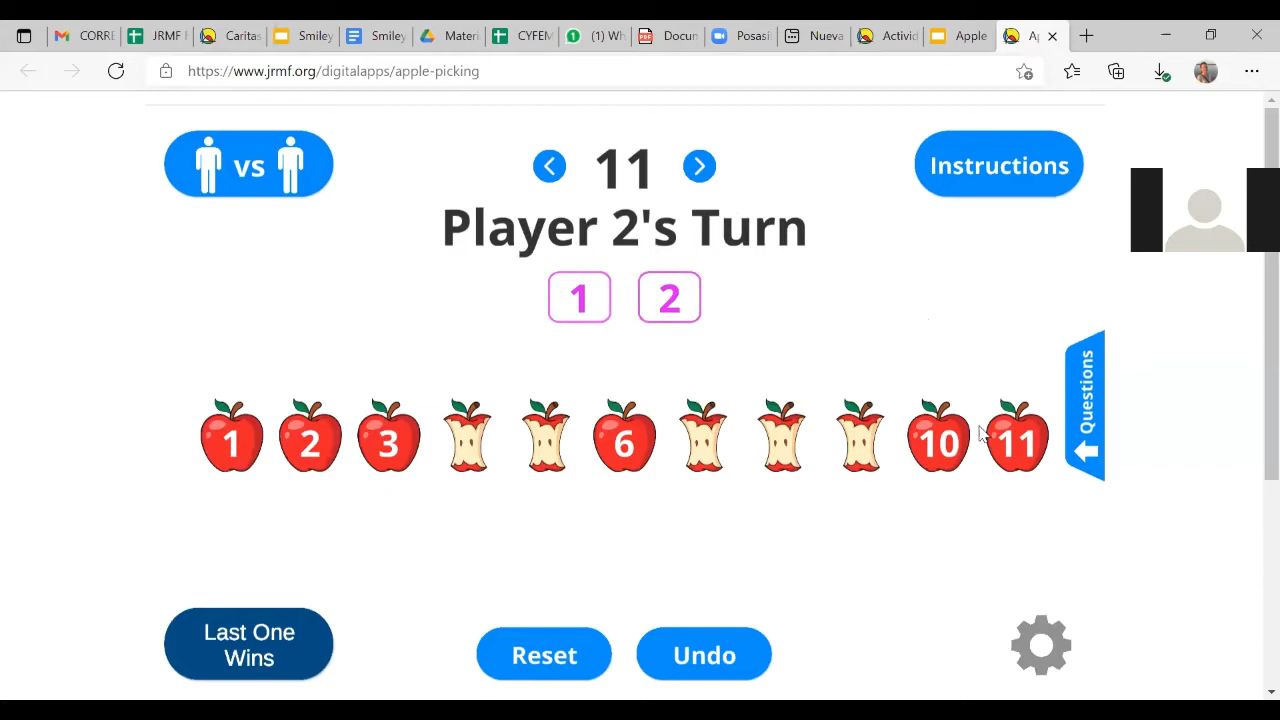 CORRE JRMF F Caritas Smiley Smiley Materi CYFEM (1) Wh Docun Posasi Nueva Activid Apple Ap
https://www.jrmf.org/digitalapps/apple-picking
vs
11
Instructions
Player 2's Turn
1 2
Questions
1 2 3 6 10 11
Last One
Wins
Reset
Undo